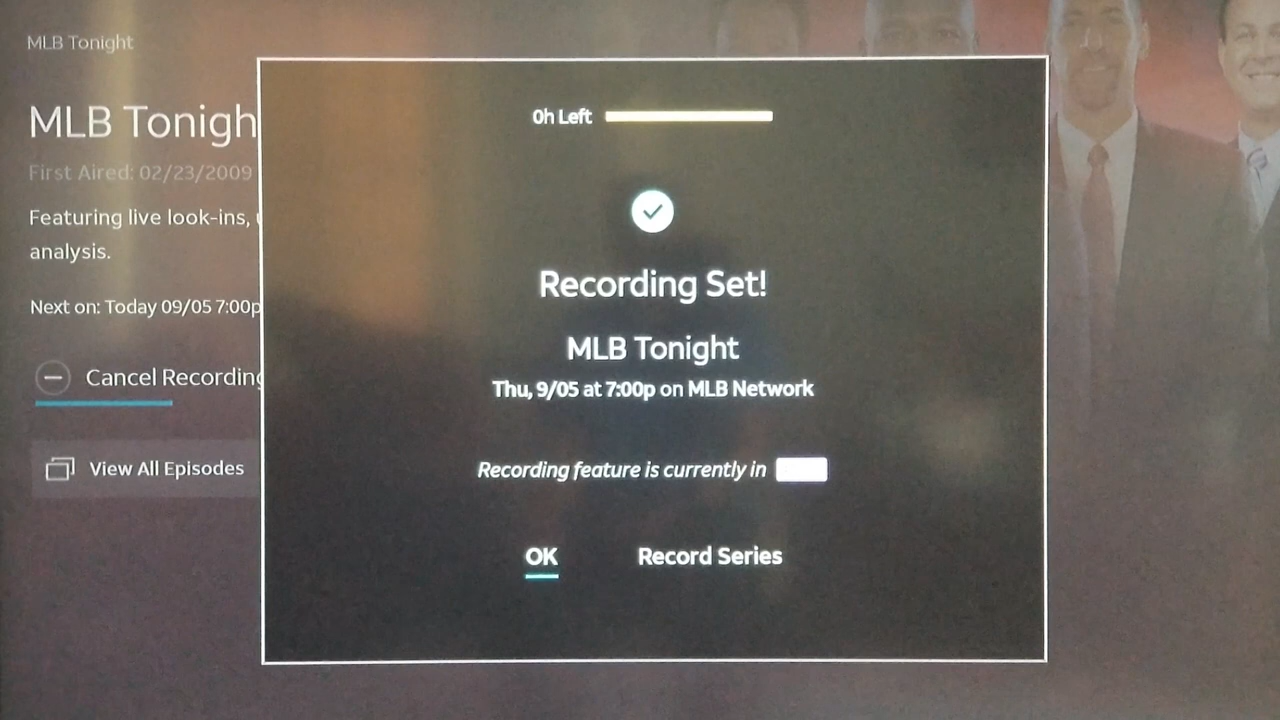 MLB Tonight
MLB Tonigh
First Aired: 02/23/2009
Featuring live look-ins,
analysis.
Next on: Today 09/05 7:00p
Cancel Recording
View All Episodes
0h Left
Recording Set!
MLB Tonight
Thu, 9/05 at 7:00p on MLB Network
Recording feature is currently in
OK
Record Series